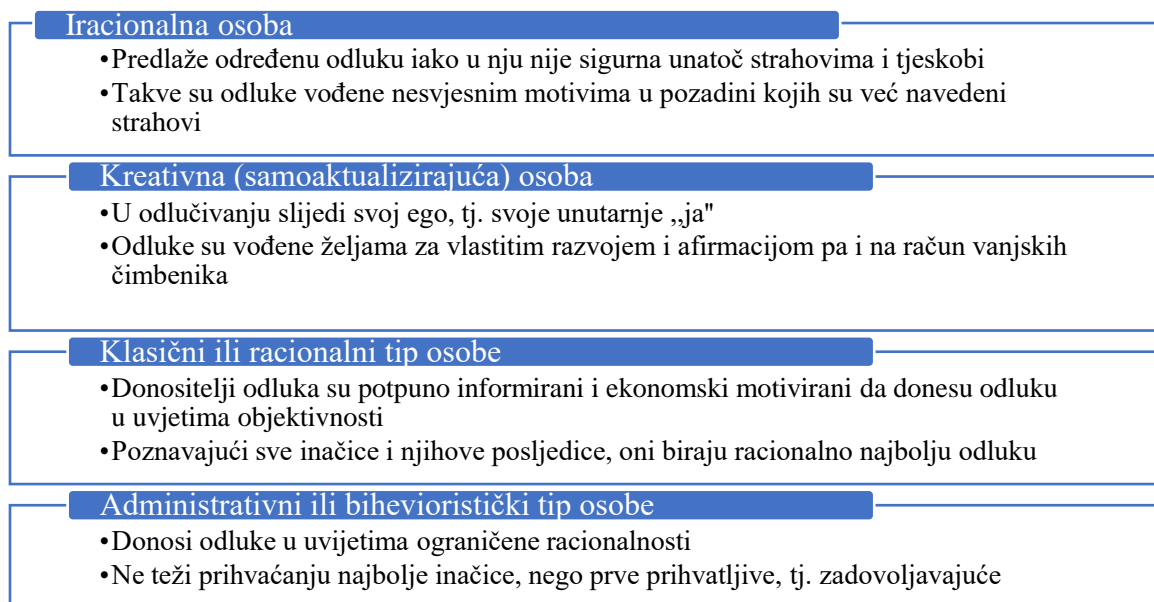 Iracionalna osoba
•Predlaže određenu odluku iako u nju nije sigurna unatoč strahovima i tjeskobi
•Takve su odluke vođene nesvjesnim motivima u pozadini kojih su već navedeni
strahovi
Kreativna (samoaktualizirajuća) osoba
•U odlučivanju slijedi svoj ego, tj. svoje unutarnje ,,ja"
•Odluke su vođene željama za vlastitim razvojem i afirmacijom pa i na račun vanjskih
čimbenika
Klasični ili racionalni tip osobe
•Donositelji odluka su potpuno informirani i ekonomski motivirani da donesu odluku
u uvjetima objektivnosti
•Poznavajući sve inačice i njihove posljedice, oni biraju racionalno najbolju odluku
Administrativni ili bihevioristički tip osobe
•Donosi odluke u uvijetima ograničene racionalnosti
•Ne teži prihvaćanju najbolje inačice, nego prve prihvatljive, tj. zadovoljavajuće